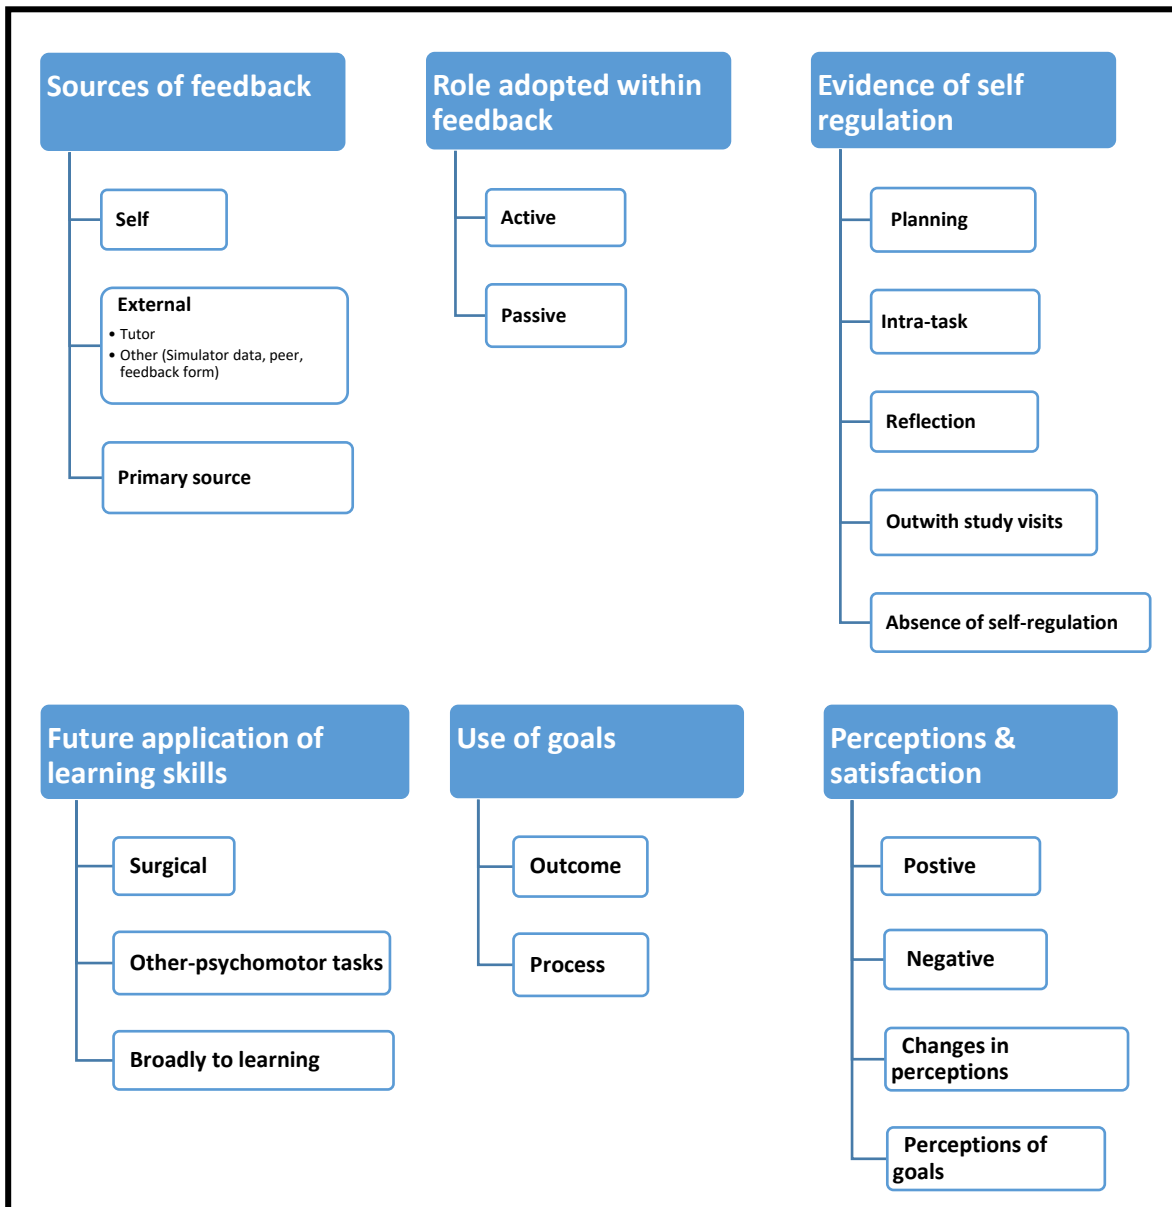 Sources of feedback
Self
External
• Tutor
• Other (Simulator data, peer,
feedback form)
Primary source
Role adopted within
feedback
Active
Passive
Evidence of self
regulation
Planning
Intra-task
Reflection
Outwith study visits
Absence of self-regulation
Future application of
learning skills
Surgical
Other-psychomotor tasks
Broadly to learning
Use of goals
Outcome
Process
Perceptions &
satisfaction
Postive
Negative
Changes in
perceptions
Perceptions of
goals